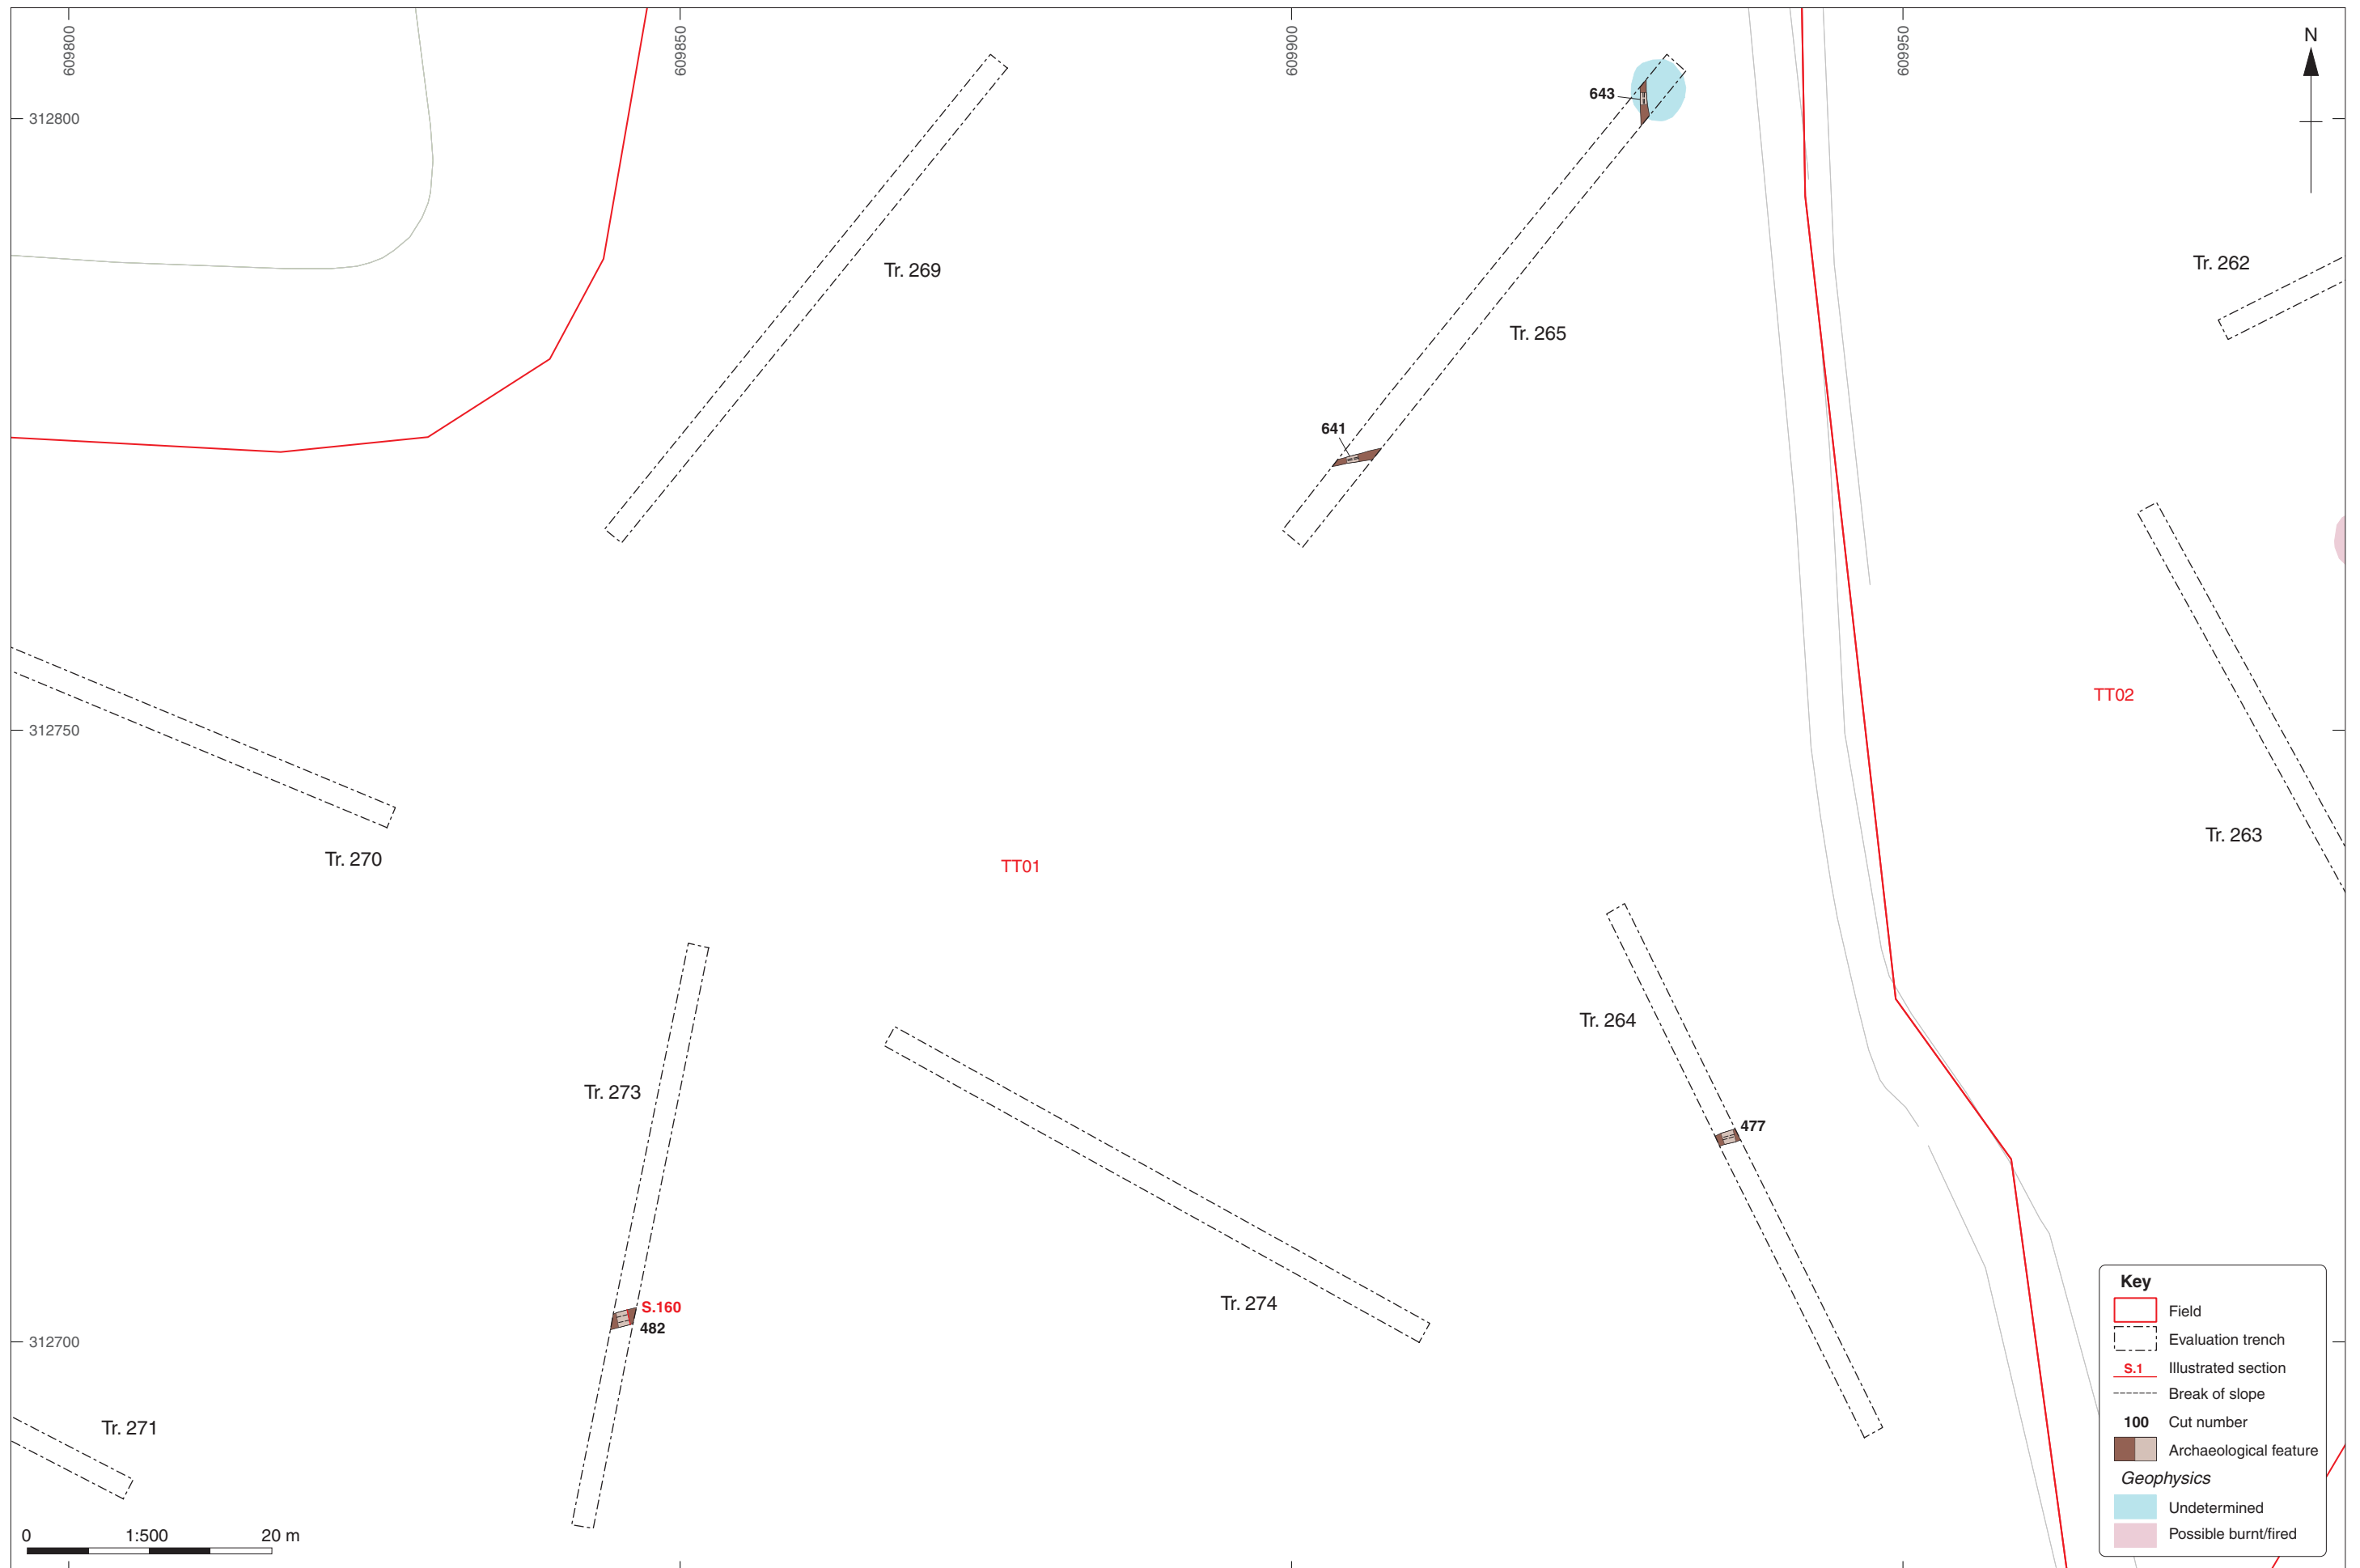 609800
609850
609900
609950
N
312800
643
Tr. 262
Tr. 269
Tr. 265
641
TT02
312750
Tr. 263
Tr. 270
TT01
Tr. 264
Tr. 273
477
S.160
Tr. 274
482
312700
Tr. 271
0 1:500 20 m
Key
Field
Evaluation trench
S.1 Illustrated section
Break of slope
100 Cut number
Archaeological feature
Geophysics
Undetermined
Possible burnt/fired